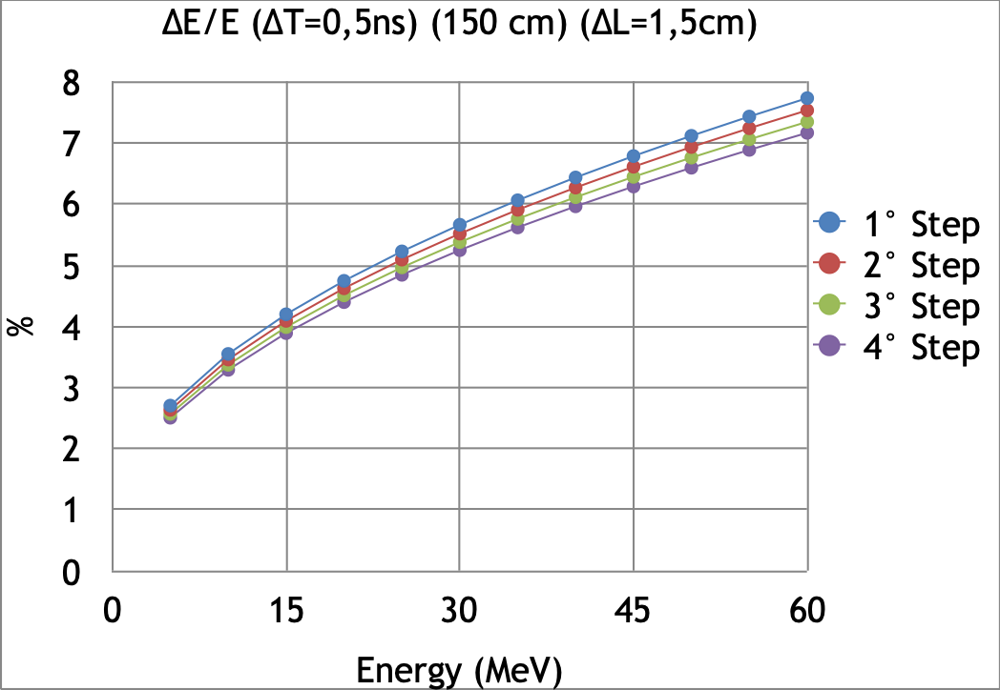 ΔE/E (ΔT=0,5ns) (150 cm) (ΔL=1,5cm)
8
7
6
5
4
3
2
1
0
%
0 15 30 45 60
Energy (MeV)
1° Step
2° Step
3° Step
4° Step